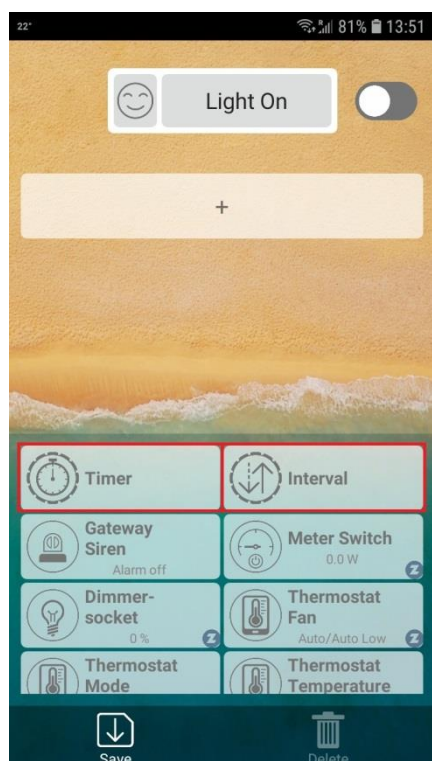 22°
81% 13:51
Light On
+
Timer
Interval
Gateway
Siren
Alarm off
Meter Switch
0.0 W
Z
Dimmer-
socket
0 %
Z
Thermostat
Fan
Auto/Auto Low
Z
Thermostat
Mode
Thermostat
Temperature
Save
Delete